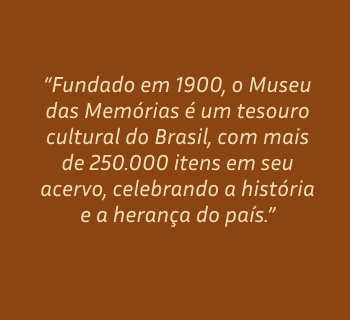 “Fundado em 1900, o Museu
das Memórias é um tesouro
cultural do Brasil, com mais
de 250.000 itens em seu
acervo, celebrando a história
e a herança do país.”